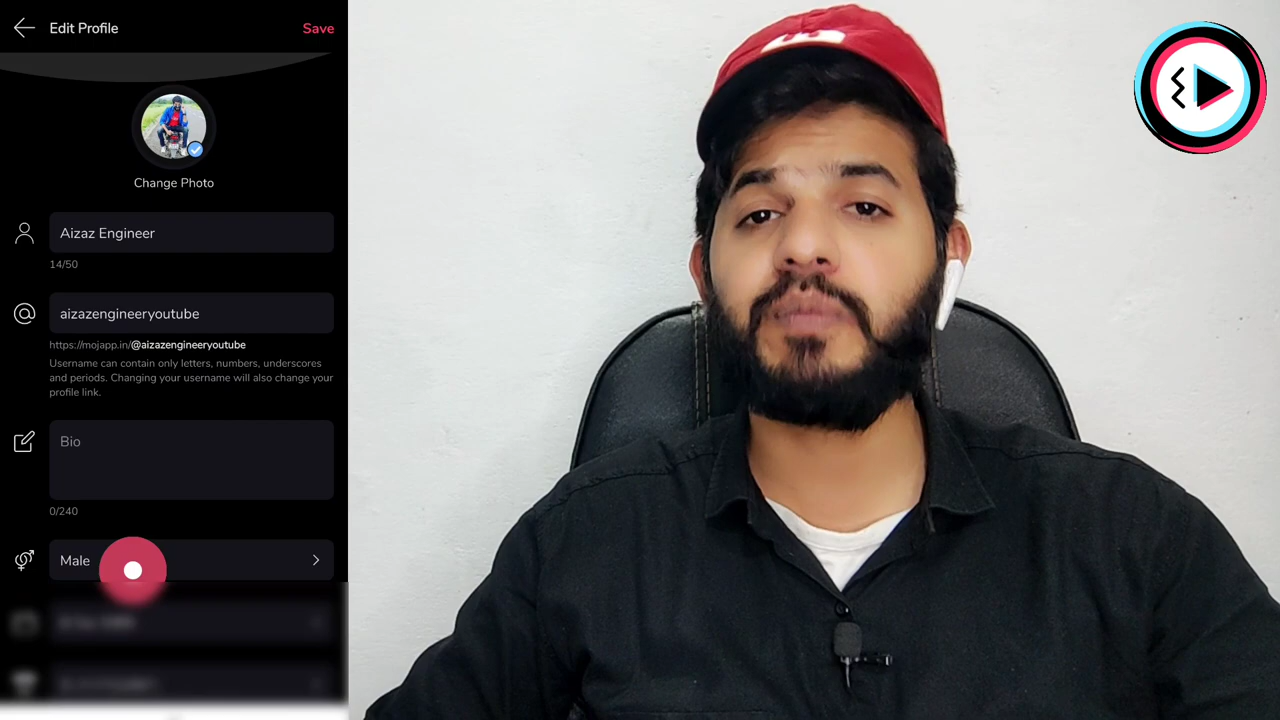 Edit Profile
Save
Change Photo
Aizaz Engineer
14/50
aizazengineeryoutube
https://mojapp.in/@aizazengineeryoutube
Username can contain only letters, numbers, underscores
and periods. Changing your username will also change your
profile link.
Bio
0/240
Male